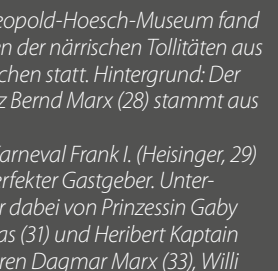 eopold-Hoesch-Museum fand
en der närrischen Tollitäten aus
chen statt. Hintergrund: Der
z Bernd Marx (28) stammt aus
arneval Frank I. (Heisinger, 29)
erfekter Gastgeber. Unter-
r dabei von Prinzessin Gaby
as (31) und Heribert Kaptain
ren Dagmar Marx (33), Willi